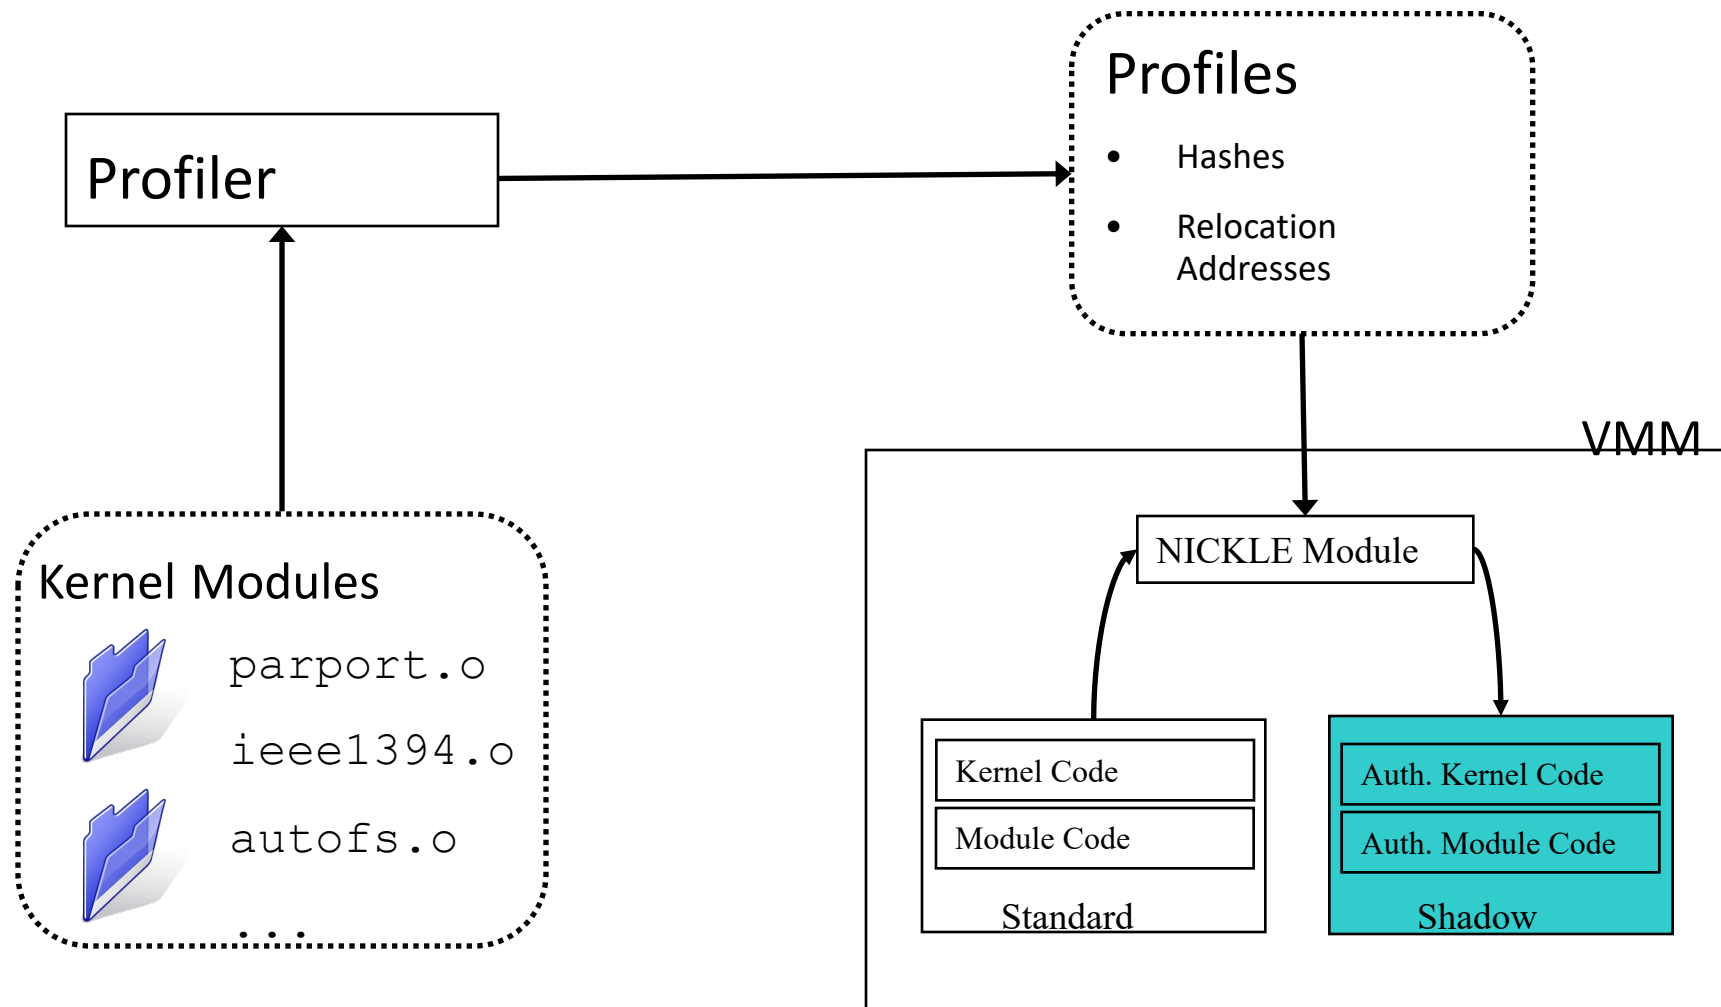 Profiles
• Hashes
• Relocation
Addresses
Profiler
VMM
NICKLE Module
Kernel Modules
parport.o
ieee1394.o
autofs.o
...
Kernel Code
Module Code
Standard
Auth. Kernel Code
Auth. Module Code
Shadow